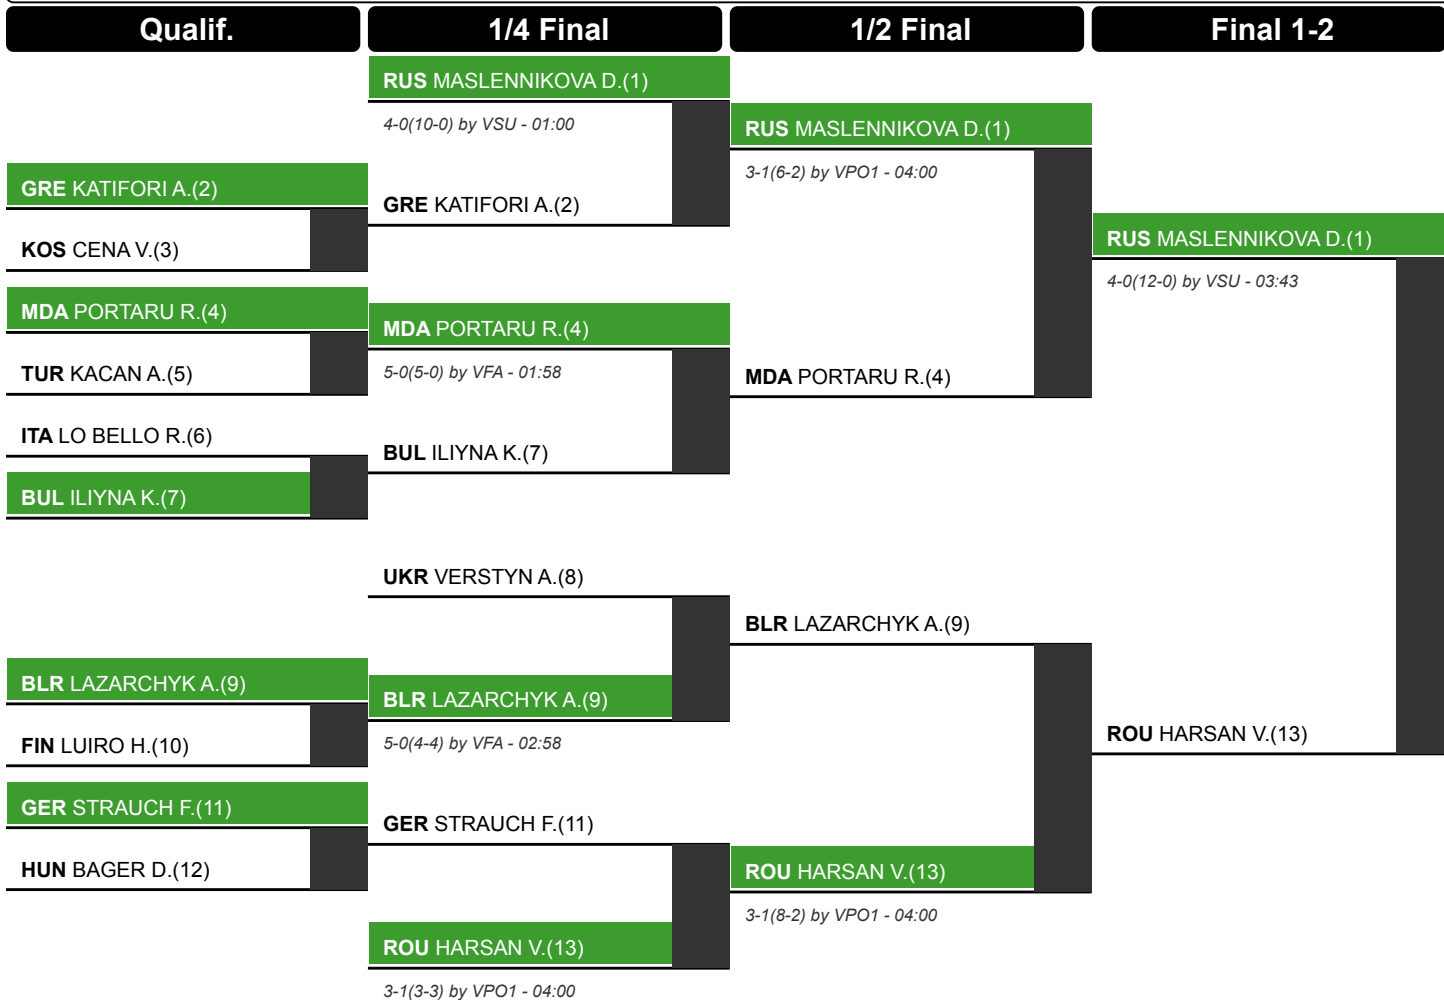 Qualif.
1/4 Final
1/2 Final
Final 1-2
GRE KATIFORI A.(2)
KOS CENA V.(3)
MDA PORTARU R.(4)
TUR KACAN A.(5)
ITA LO BELLO R.(6)
BUL ILIYNA K.(7)
BLR LAZARCHYK A.(9)
FIN LUIRO H.(10)
GER STRAUCH F.(11)
HUN BAGER D.(12)
RUS MASLENNIKOVA D.(1)
4-0(10-0) by VSU - 01:00
GRE KATIFORI A.(2)
MDA PORTARU R.(4)
5-0(5-0) by VFA - 01:58
BUL ILIYNA K.(7)
UKR VERSTYN A.(8)
BLR LAZARCHYK A.(9)
5-0(4-4) by VFA - 02:58
GER STRAUCH F.(11)
ROU HARSAN V.(13)
3-1(3-3) by VPO1 - 04:00
RUS MASLENNIKOVA D.(1)
3-1(6-2) by VPO1 - 04:00
MDA PORTARU R.(4)
BLR LAZARCHYK A.(9)
ROU HARSAN V.(13)
3-1(8-2) by VPO1 - 04:00
RUS MASLENNIKOVA D.(1)
4-0(12-0) by VSU - 03:43
ROU HARSAN V.(13)